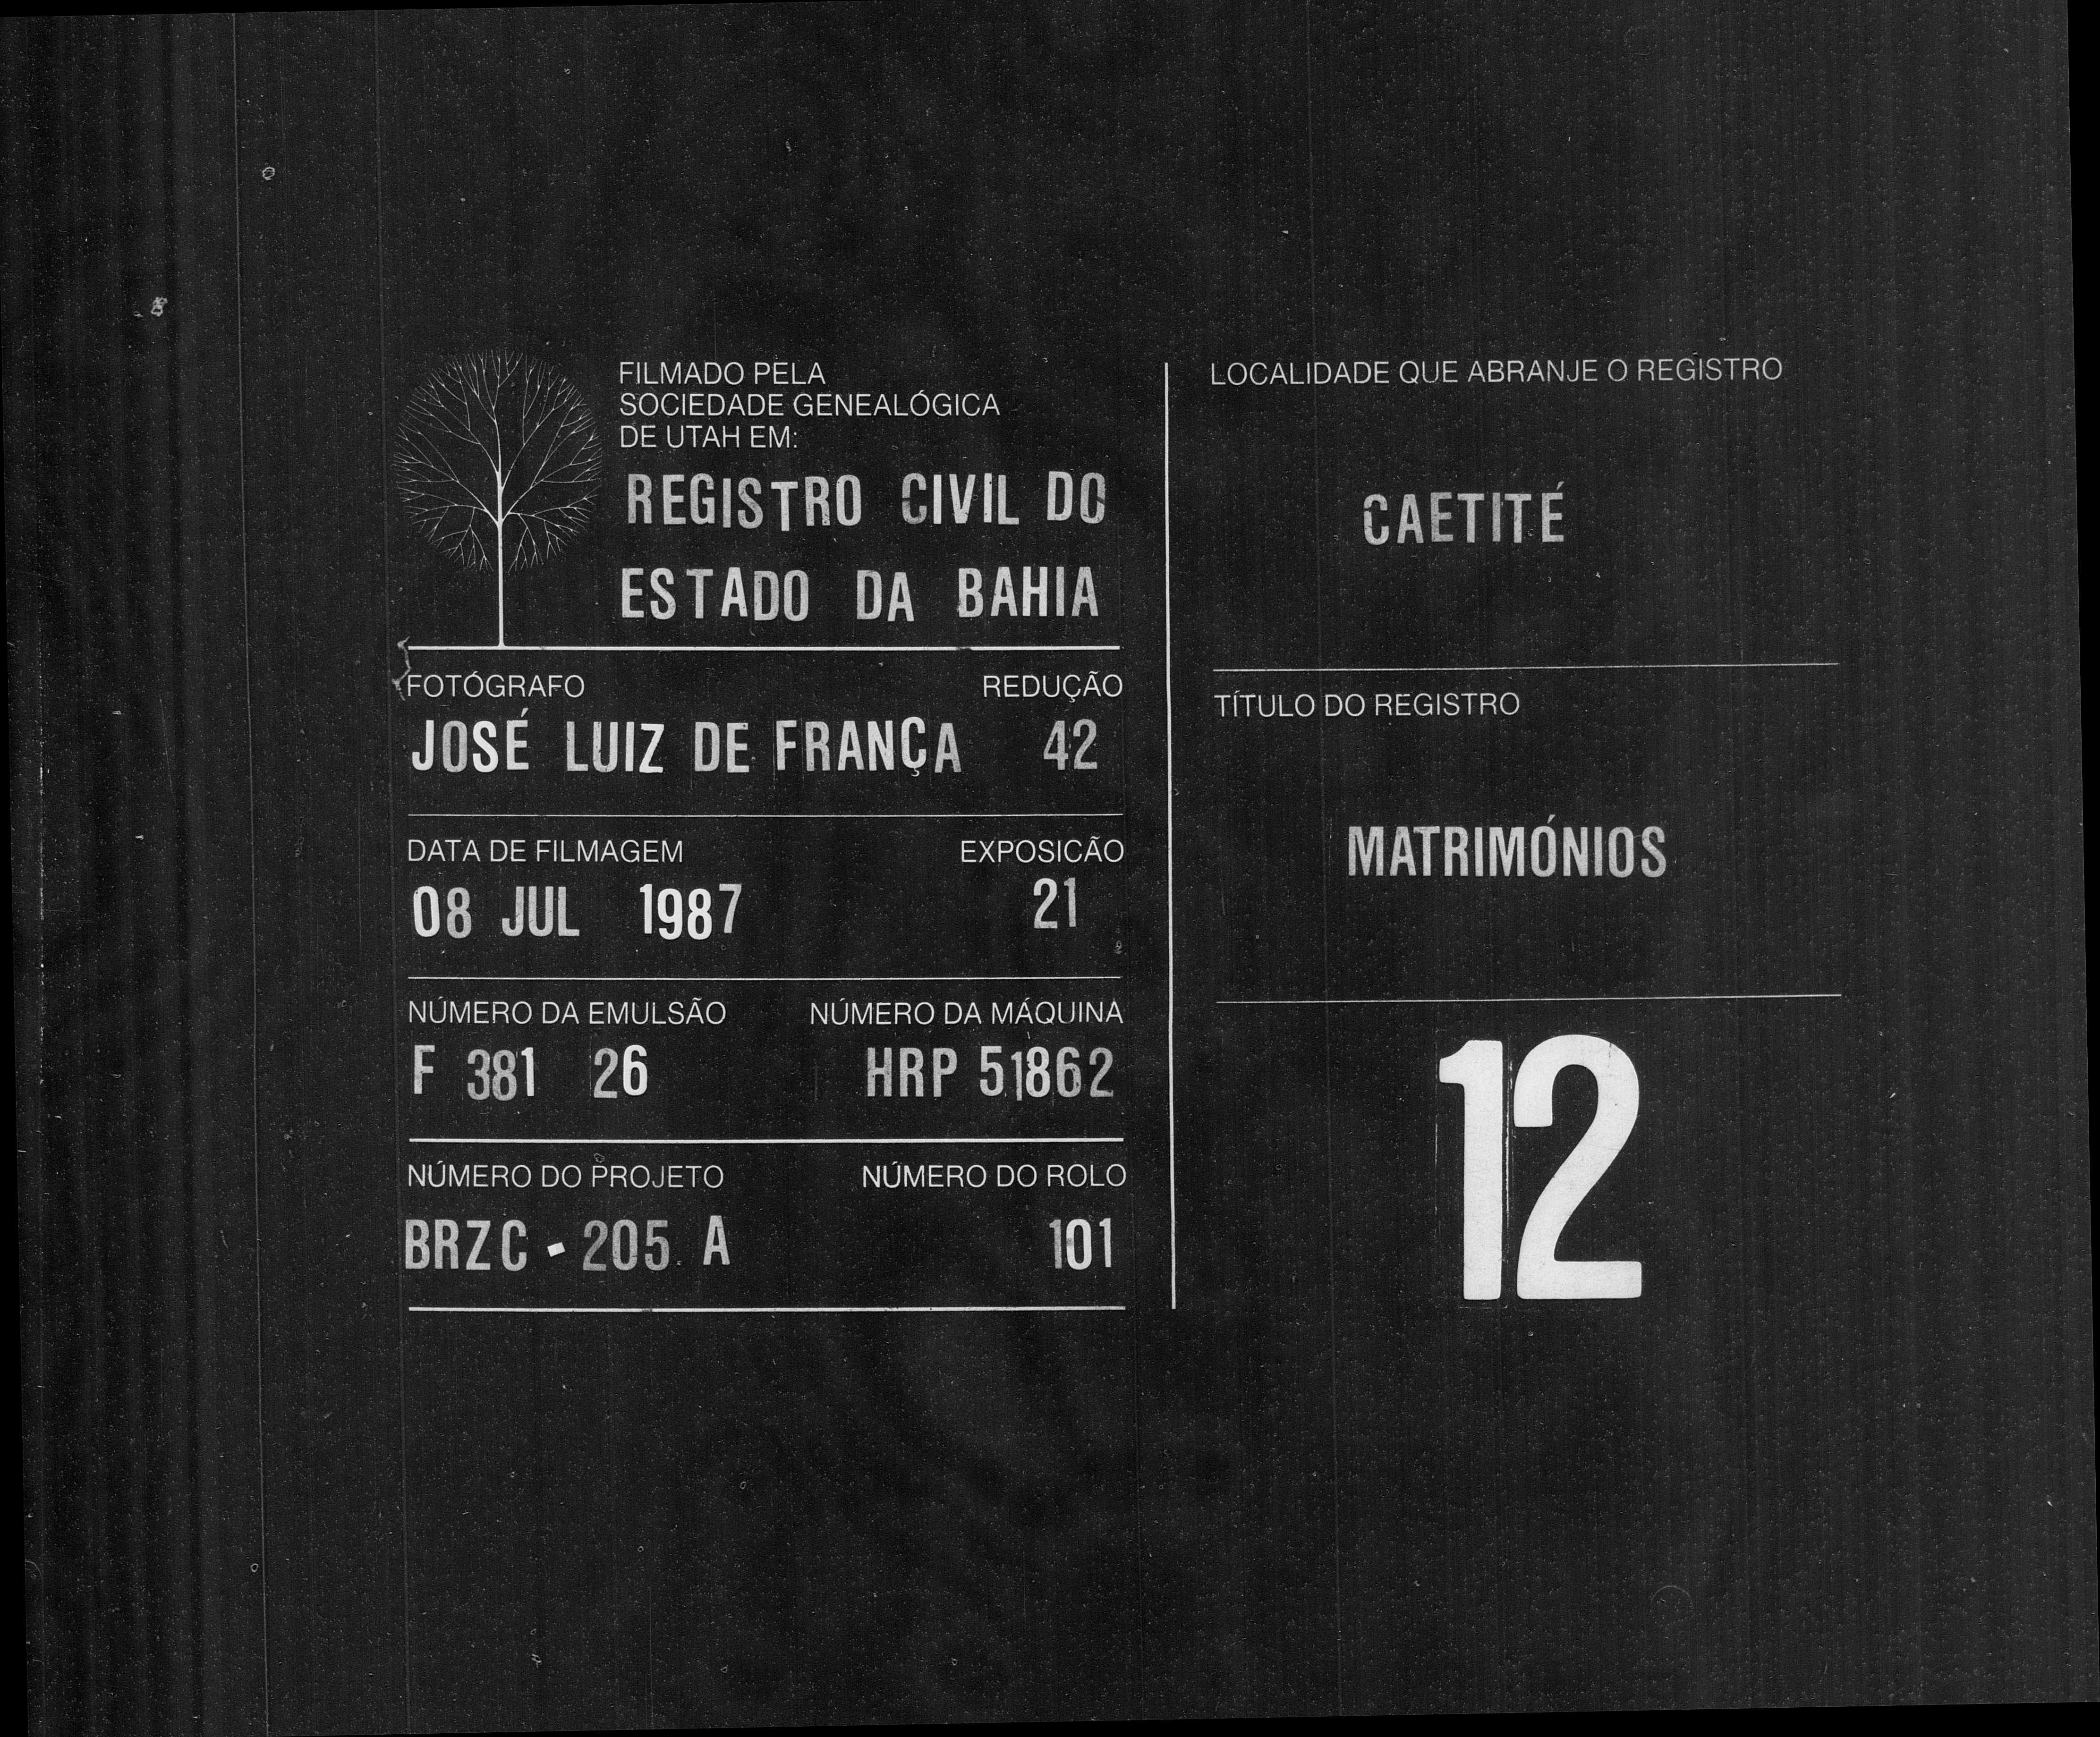 FILMADO PELA
SOCIEDADE GENEALÓGICA
DE UTAH EM:
REGISTRO CIVIL DO
ESTADO DA BAHIA
FOTÓGRAFO REDUÇÃO
JOSÉ LUIZ DE FRANÇA 42
DATA DE FILMAGEM EXPOSICÃO
08 JUL 1987 21
NÚMERO DA EMULSÃO NÚMERO DA MÁQUINA
F 381 26 HRP 51862
NÚMERO DO PROJETO NÚMERO DO ROLO
BRZC - 205 A 101
LOCALIDADE QUE ABRANJE O REGISTRO
CAETITÉ
TÍTULO DO REGISTRO
MATRIMÓNIOS
12